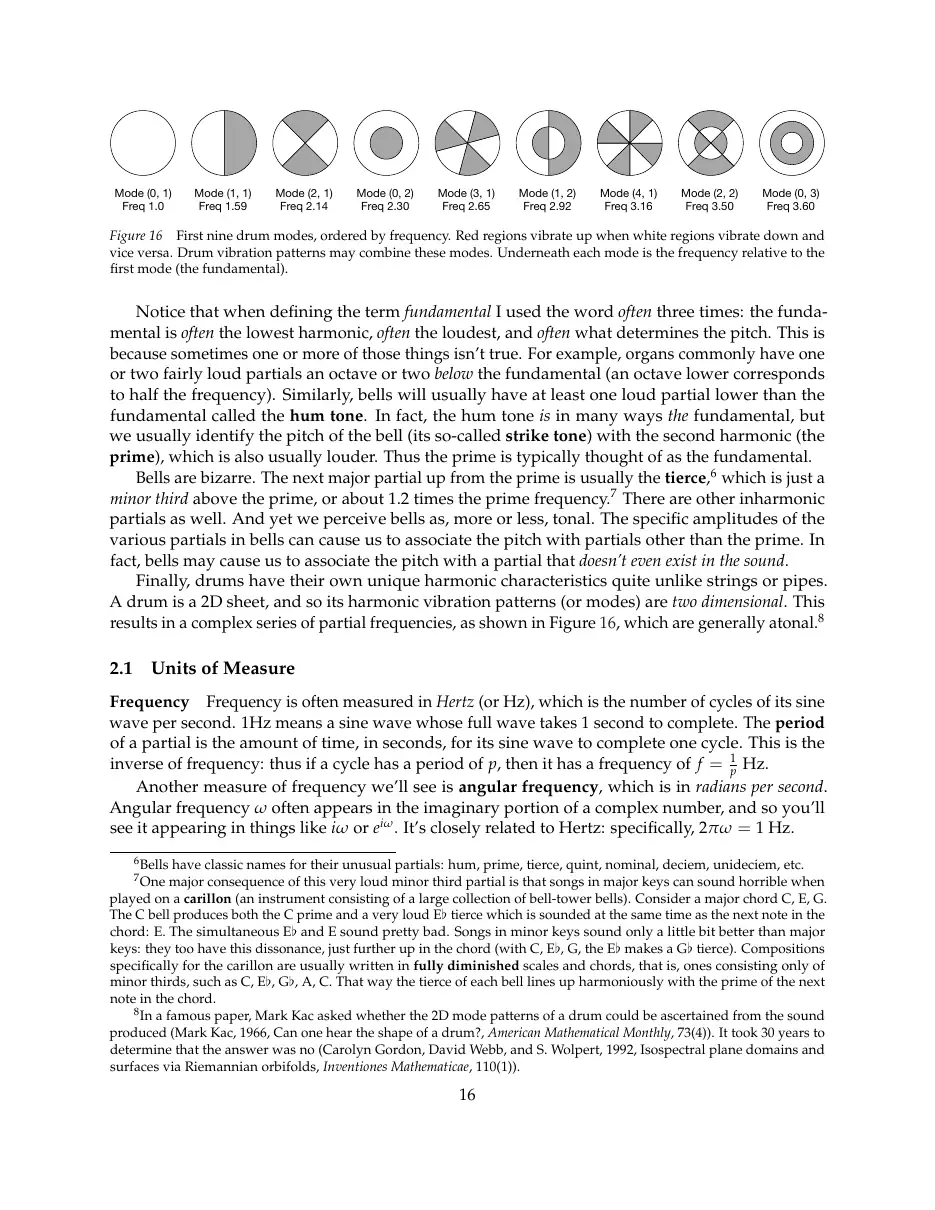 Mode (0, 1) Mode (1, 1) Mode (2, 1) Mode (0, 2) Mode (3, 1) Mode (1, 2) Mode (4, 1) Mode (2, 2) Mode (0, 3)
Freq 1.0 Freq 1.59 Freq 2.14 Freq 2.30 Freq 2.65 Freq 2.92 Freq 3.16 Freq 3.50 Freq 3.60
Figure 16 First nine drum modes, ordered by frequency. Red regions vibrate up when white regions vibrate down and
vice versa. Drum vibration patterns may combine these modes. Underneath each mode is the frequency relative to the
first mode (the fundamental).
Notice that when defining the term fundamental I used the word often three times: the funda-
mental is often the lowest harmonic, often the loudest, and often what determines the pitch. This is
because sometimes one or more of those things isn't true. For example, organs commonly have one
or two fairly loud partials an octave or two below the fundamental (an octave lower corresponds
to half the frequency). Similarly, bells will usually have at least one loud partial lower than the
fundamental called the hum tone. In fact, the hum tone is in many ways the fundamental, but
we usually identify the pitch of the bell (its so-called strike tone) with the second harmonic (the
prime), which is also usually louder. Thus the prime is typically thought of as the fundamental.
Bells are bizarre. The next major partial up from the prime is usually the tierce,⁶ which is just a
minor third above the prime, or about 1.2 times the prime frequency.⁷ There are other inharmonic
partials as well. And yet we perceive bells as, more or less, tonal. The specific amplitudes of the
various partials in bells can cause us to associate the pitch with partials other than the prime. In
fact, bells may cause us to associate the pitch with a partial that doesn't even exist in the sound.
Finally, drums have their own unique harmonic characteristics quite unlike strings or pipes.
A drum is a 2D sheet, and so its harmonic vibration patterns (or modes) are two dimensional. This
results in a complex series of partial frequencies, as shown in Figure 16, which are generally atonal.⁸
2.1 Units of Measure
Frequency Frequency is often measured in Hertz (or Hz), which is the number of cycles of its sine
wave per second. 1Hz means a sine wave whose full wave takes 1 second to complete. The period
of a partial is the amount of time, in seconds, for its sine wave to complete one cycle. This is the
inverse of frequency: thus if a cycle has a period of p, then it has a frequency of f = 1/p Hz.
Another measure of frequency we'll see is angular frequency, which is in radians per second.
Angular frequency ω often appears in the imaginary portion of a complex number, and so you'll
see it appearing in things like iω or e^{iω}. It's closely related to Hertz: specifically, 2πω = 1 Hz.
⁶Bells have classic names for their unusual partials: hum, prime, tierce, quint, nominal, deciem, unideciem, etc.
⁷One major consequence of this very loud minor third partial is that songs in major keys can sound horrible when
played on a carillon (an instrument consisting of a large collection of bell-tower bells). Consider a major chord C, E, G.
The C bell produces both the C prime and a very loud E♭ tierce which is sounded at the same time as the next note in the
chord: E. The simultaneous E♭ and E sound pretty bad. Songs in minor keys sound only a little bit better than major
keys: they too have this dissonance, just further up in the chord (with C, E♭, G, the E♭ makes a G♭ tierce). Compositions
specifically for the carillon are usually written in fully diminished scales and chords, that is, ones consisting only of
minor thirds, such as C, E♭, G♭, A, C. That way the tierce of each bell lines up harmoniously with the prime of the next
note in the chord.
⁸In a famous paper, Mark Kac asked whether the 2D mode patterns of a drum could be ascertained from the sound
produced (Mark Kac, 1966, Can one hear the shape of a drum?, American Mathematical Monthly, 73(4)). It took 30 years to
determine that the answer was no (Carolyn Gordon, David Webb, and S. Wolpert, 1992, Isospectral plane domains and
surfaces via Riemannian orbifolds, Inventiones Mathematicae, 110(1)).
16